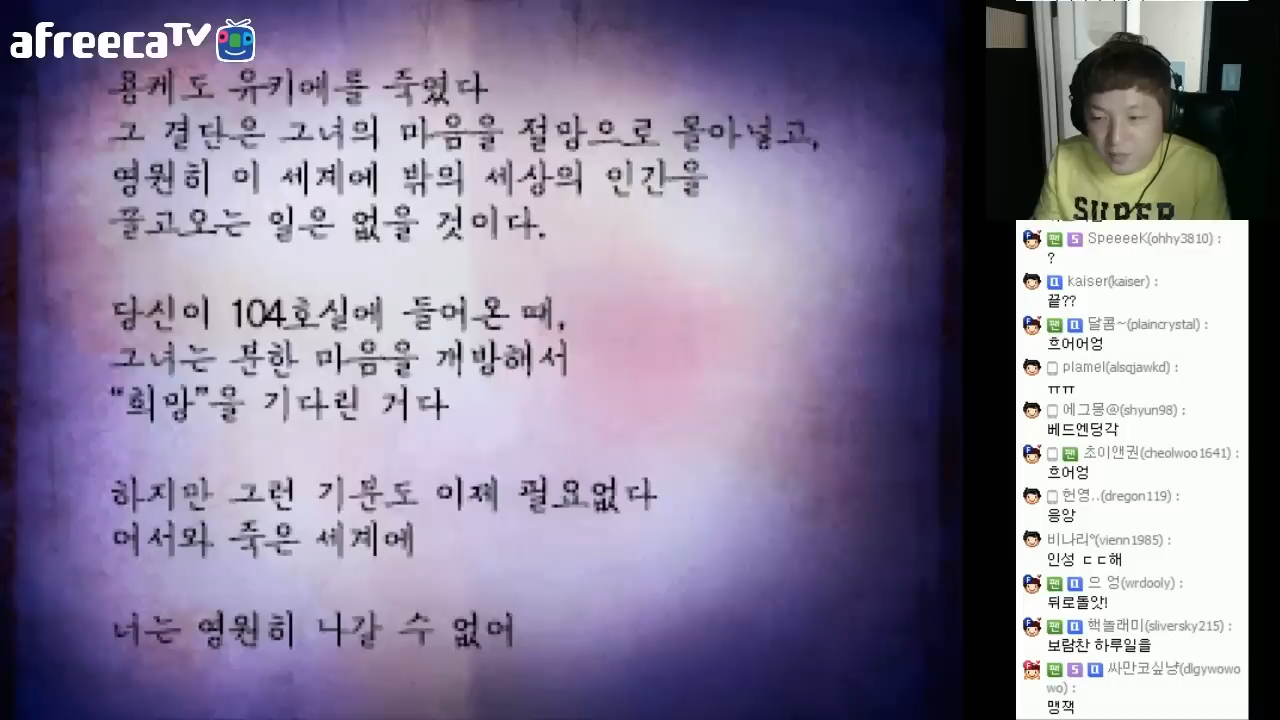 afreecaTV
용케도 유키에를 죽였다
그 결단은 그녀의 마음을 절망으로 몰아넣고,
영원히 이 세계에 밖의 세상의 인간을
끌고오는 일은 없을 것이다.
당신이 104호실에 들어온 때,
그녀는 분한 마음을 개방해서
“희망”을 기다린 거다
하지만 그런 기분도 이제 필요없다
어서와 죽은 세계에
너는 영원히 나갈 수 없어
SUPER
팬 S SpeeeeK(ohhy3810) :
?
kaiser(kaiser) :
끝??
팬 달콤~(plaincrystal) :
흐어어엉
plamel(alsqjawkd) :
ㅠㅠ
에그몽@(shyun98) :
베드엔딩각
팬 초이앤권(cheolwoo1641) :
흐어엉
헌영..(dregon119) :
응앙
비나리°(vienn1985) :
인성 ㄷㄷ해
팬 으 엉(wrdooly) :
뒤로돌앗!
팬 핵놀래미(sliversky215) :
보람찬 하루일을
팬 S 싸만코싶냥(dlgywowo
wo) :
맹잭